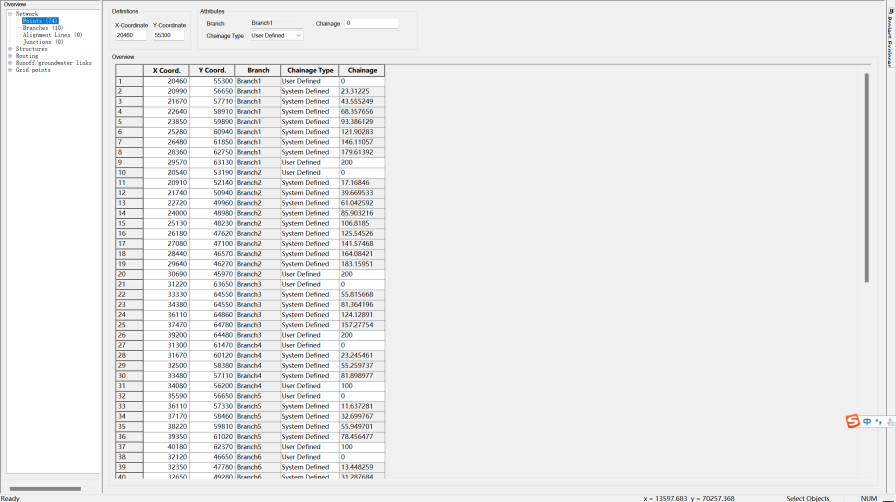 Overview
Network
Points (74)
Branches (10)
Alignment Lines (0)
Junctions (0)
Structures
Routing
Runoff/groundwater links
Grid points
Definitions
X-Coordinate Y-Coordinate
20460 55300
Attributes
Branch Branch1 Chainage 0
Chainage Type User Defined
Overview
X Coord. Y Coord. Branch Chainage Type Chainage
1 20460 55300 Branch1 User Defined 0
2 20990 56650 Branch1 System Defined 23.31225
3 21670 57710 Branch1 System Defined 43.555249
4 22640 58910 Branch1 System Defined 68.357656
5 23850 59890 Branch1 System Defined 93.386129
6 25280 60940 Branch1 System Defined 121.90283
7 26480 61850 Branch1 System Defined 146.11057
8 28360 62750 Branch1 System Defined 179.61392
9 29570 63130 Branch1 User Defined 200
10 20540 53190 Branch2 User Defined 0
11 20910 52140 Branch2 System Defined 17.16846
12 21740 50940 Branch2 System Defined 39.669533
13 22720 49960 Branch2 System Defined 61.042592
14 24000 48980 Branch2 System Defined 85.903216
15 25130 48230 Branch2 System Defined 106.8185
16 26180 47620 Branch2 System Defined 125.54526
17 27080 47100 Branch2 System Defined 141.57468
18 28440 46570 Branch2 System Defined 164.08421
19 29640 46270 Branch2 System Defined 183.15951
20 30690 45970 Branch2 User Defined 200
21 31220 63650 Branch3 User Defined 0
22 33330 64550 Branch3 System Defined 55.815668
23 34380 64550 Branch3 System Defined 81.364196
24 36110 64860 Branch3 System Defined 124.12891
25 37470 64780 Branch3 System Defined 157.27754
26 39200 64480 Branch3 User Defined 200
27 31300 61470 Branch4 User Defined 0
28 31670 60120 Branch4 System Defined 23.245461
29 32500 58380 Branch4 System Defined 55.259737
30 33480 57110 Branch4 System Defined 81.898977
31 34080 56200 Branch4 User Defined 100
32 35590 56650 Branch5 User Defined 0
33 36110 57330 Branch5 System Defined 11.637281
34 37170 58460 Branch5 System Defined 32.699767
35 38220 59810 Branch5 System Defined 55.949701
36 39350 61020 Branch5 System Defined 78.456477
37 40180 62370 Branch5 User Defined 100
38 32120 46650 Branch6 User Defined 0
39 32350 47780 Branch6 System Defined 13.448259
40 32650 49280 Branch6 System Defined 31.287684
Project Explorer
中
Ready x = 13597.683 y = 70257.368 Select Objects NUM